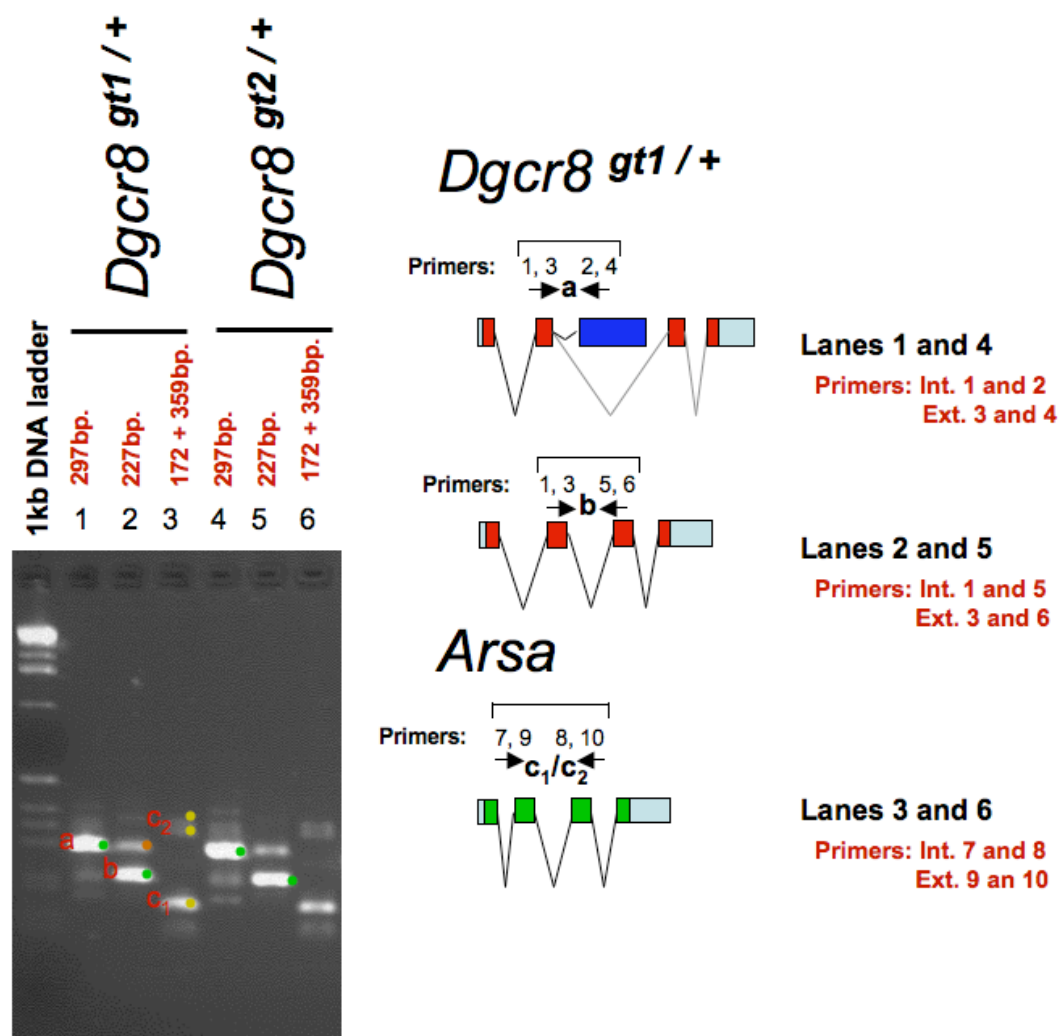 Dgcr8 gt1 / +
Dgcr8 gt2 / +
1kb DNA ladder
297bp.
227bp.
172 + 359bp.
297bp.
227bp.
172 + 359bp.
1 2 3 4 5 6
a
b
c2
c1
Dgcr8 gt1 / +
Primers: 1, 3 2, 4
a
Lanes 1 and 4
Primers: Int. 1 and 2
Ext. 3 and 4
Primers: 1, 3 5, 6
b
Lanes 2 and 5
Primers: Int. 1 and 5
Ext. 3 and 6
Arsa
Primers: 7, 9 8, 10
c1/c2
Lanes 3 and 6
Primers: Int. 7 and 8
Ext. 9 an 10